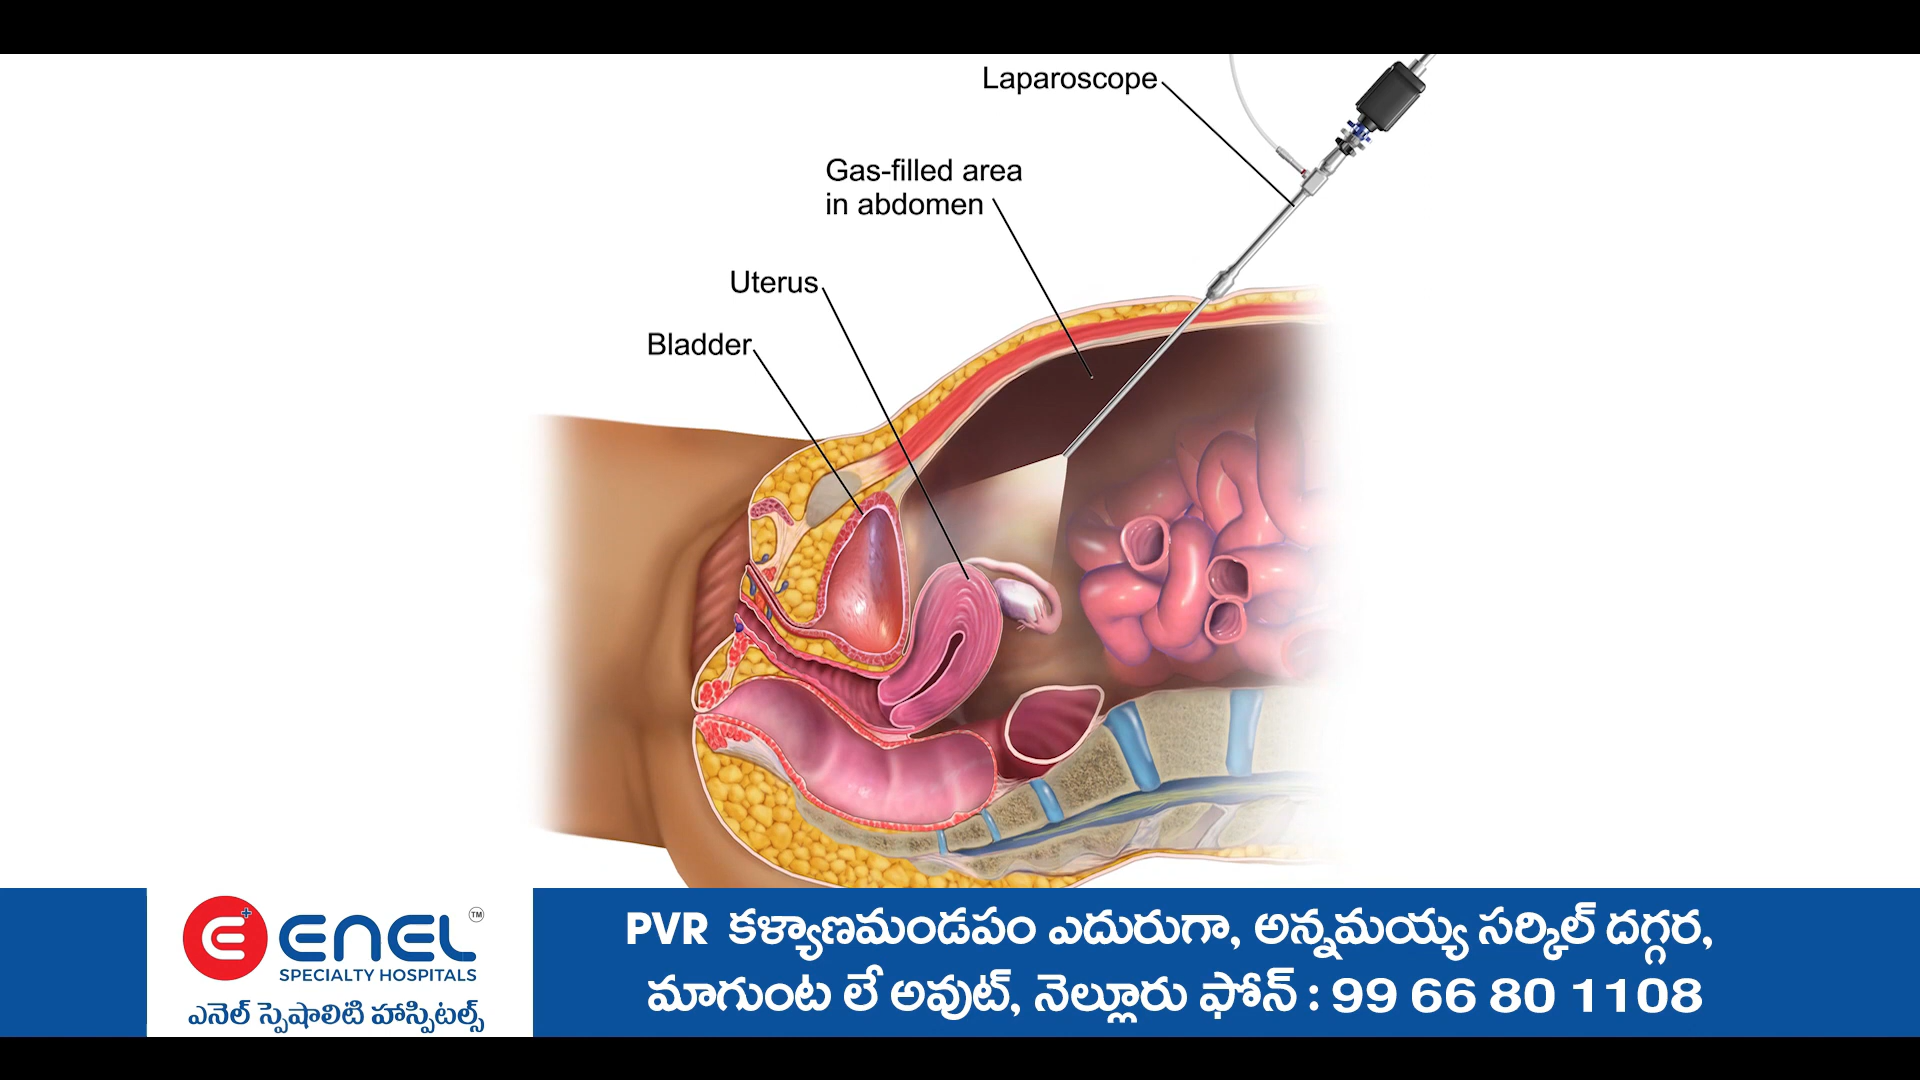 Laparoscope
Gas-filled area
in abdomen
Uterus
Bladder
ENEL TM
SPECIALTY HOSPITALS
ఎనెల్ స్పెషాలిటి హాస్పిటల్స్
PVR కళ్యాణమండపం ఎదురుగా, అన్నమయ్య సర్కిల్ దగ్గర,
మాగుంట లే అవుట్, నెల్లూరు ఫోన్ : 99 66 80 1108